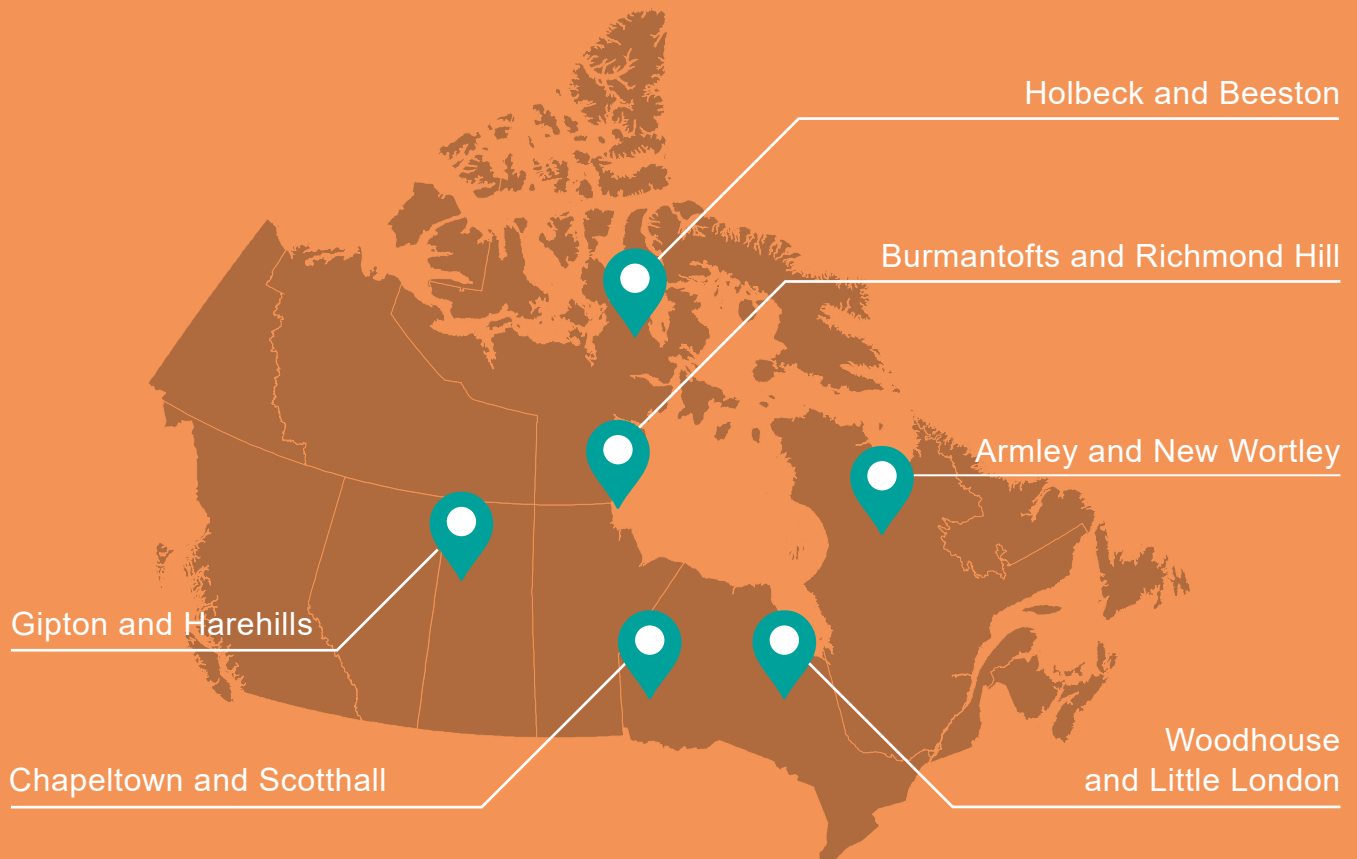 Holbeck and Beeston
Burmantofts and Richmond Hill
Armley and New Wortley
Gipton and Harehills
Woodhouse
and Little London
Chapeltown and Scotthall